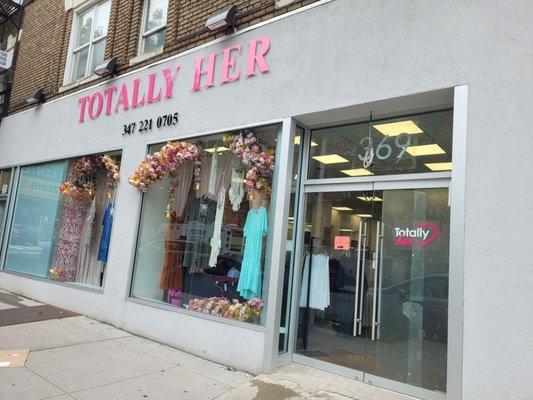 TOTALLY HER
347 221 0705
369
Totally
her